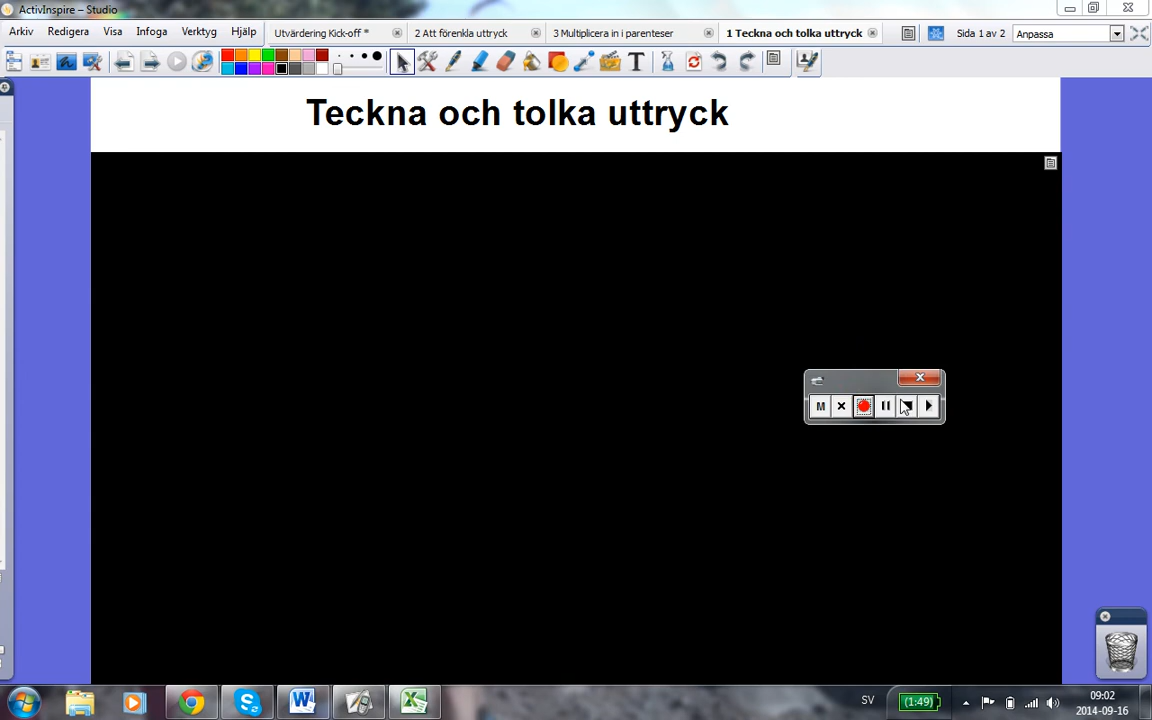 ActivInspire – Studio
Arkiv Redigera Visa Infoga Verktyg Hjälp
Utvärdering Kick-off * 2 Att förenkla uttryck 3 Multiplicera in i parenteser 1 Teckna och tolka uttryck Sida 1 av 2 Anpassa
T
Teckna och tolka uttryck
M
SV
(1:49)
09:02
2014-09-16